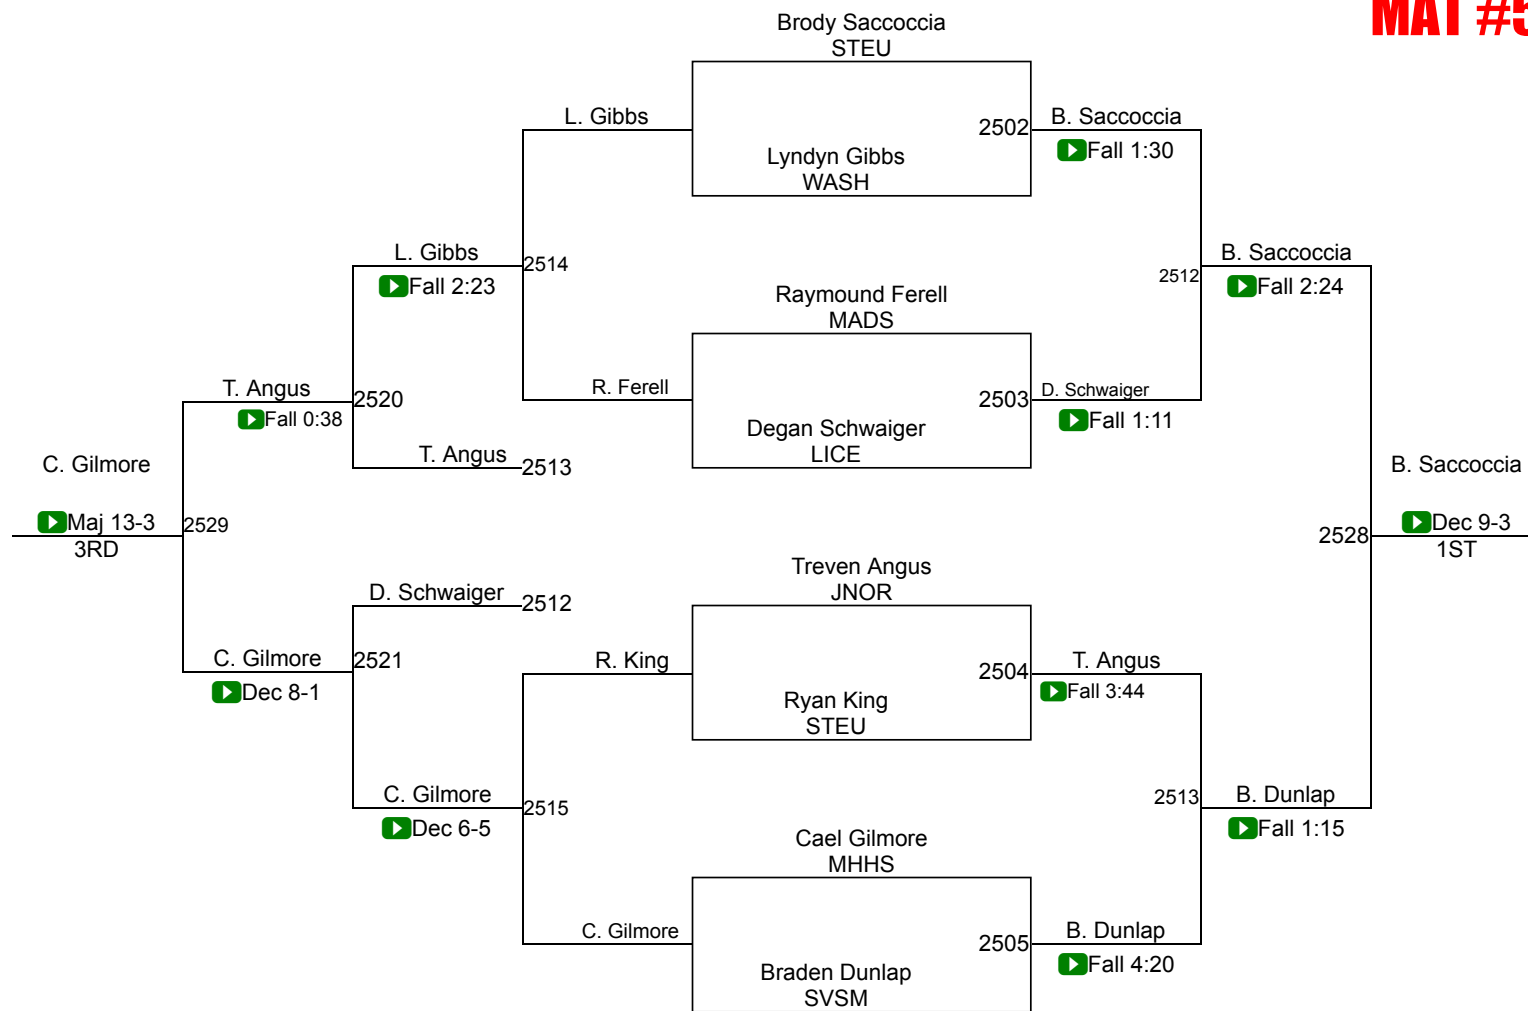 MAT #5
Brody Saccoccia
STEU
L. Gibbs
2502
B. Saccoccia
Fall 1:30
Lyndyn Gibbs
WASH
L. Gibbs
2514
Fall 2:23
2512
B. Saccoccia
Fall 2:24
Raymound Ferell
MADS
T. Angus
2520
Fall 0:38
R. Ferell
2503
D. Schwaiger
Fall 1:11
Degan Schwaiger
LICE
T. Angus
2513
C. Gilmore
B. Saccoccia
Maj 13-3
3RD
2529
2528
Dec 9-3
1ST
Treven Angus
JNOR
D. Schwaiger
2512
C. Gilmore
2521
Dec 8-1
R. King
2504
T. Angus
Fall 3:44
Ryan King
STEU
C. Gilmore
2515
Dec 6-5
2513
B. Dunlap
Fall 1:15
Cael Gilmore
MHHS
C. Gilmore
2505
B. Dunlap
Fall 4:20
Braden Dunlap
SVSM